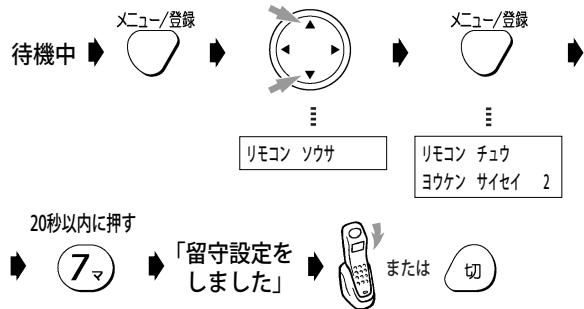 待機中
メニュー/登録
メニュー/登録
リモコン ソウサ
リモコン チュウ
ヨウケン サイセイ 2
20秒以内に押す
7マ
「留守設定を
しました」
または
切